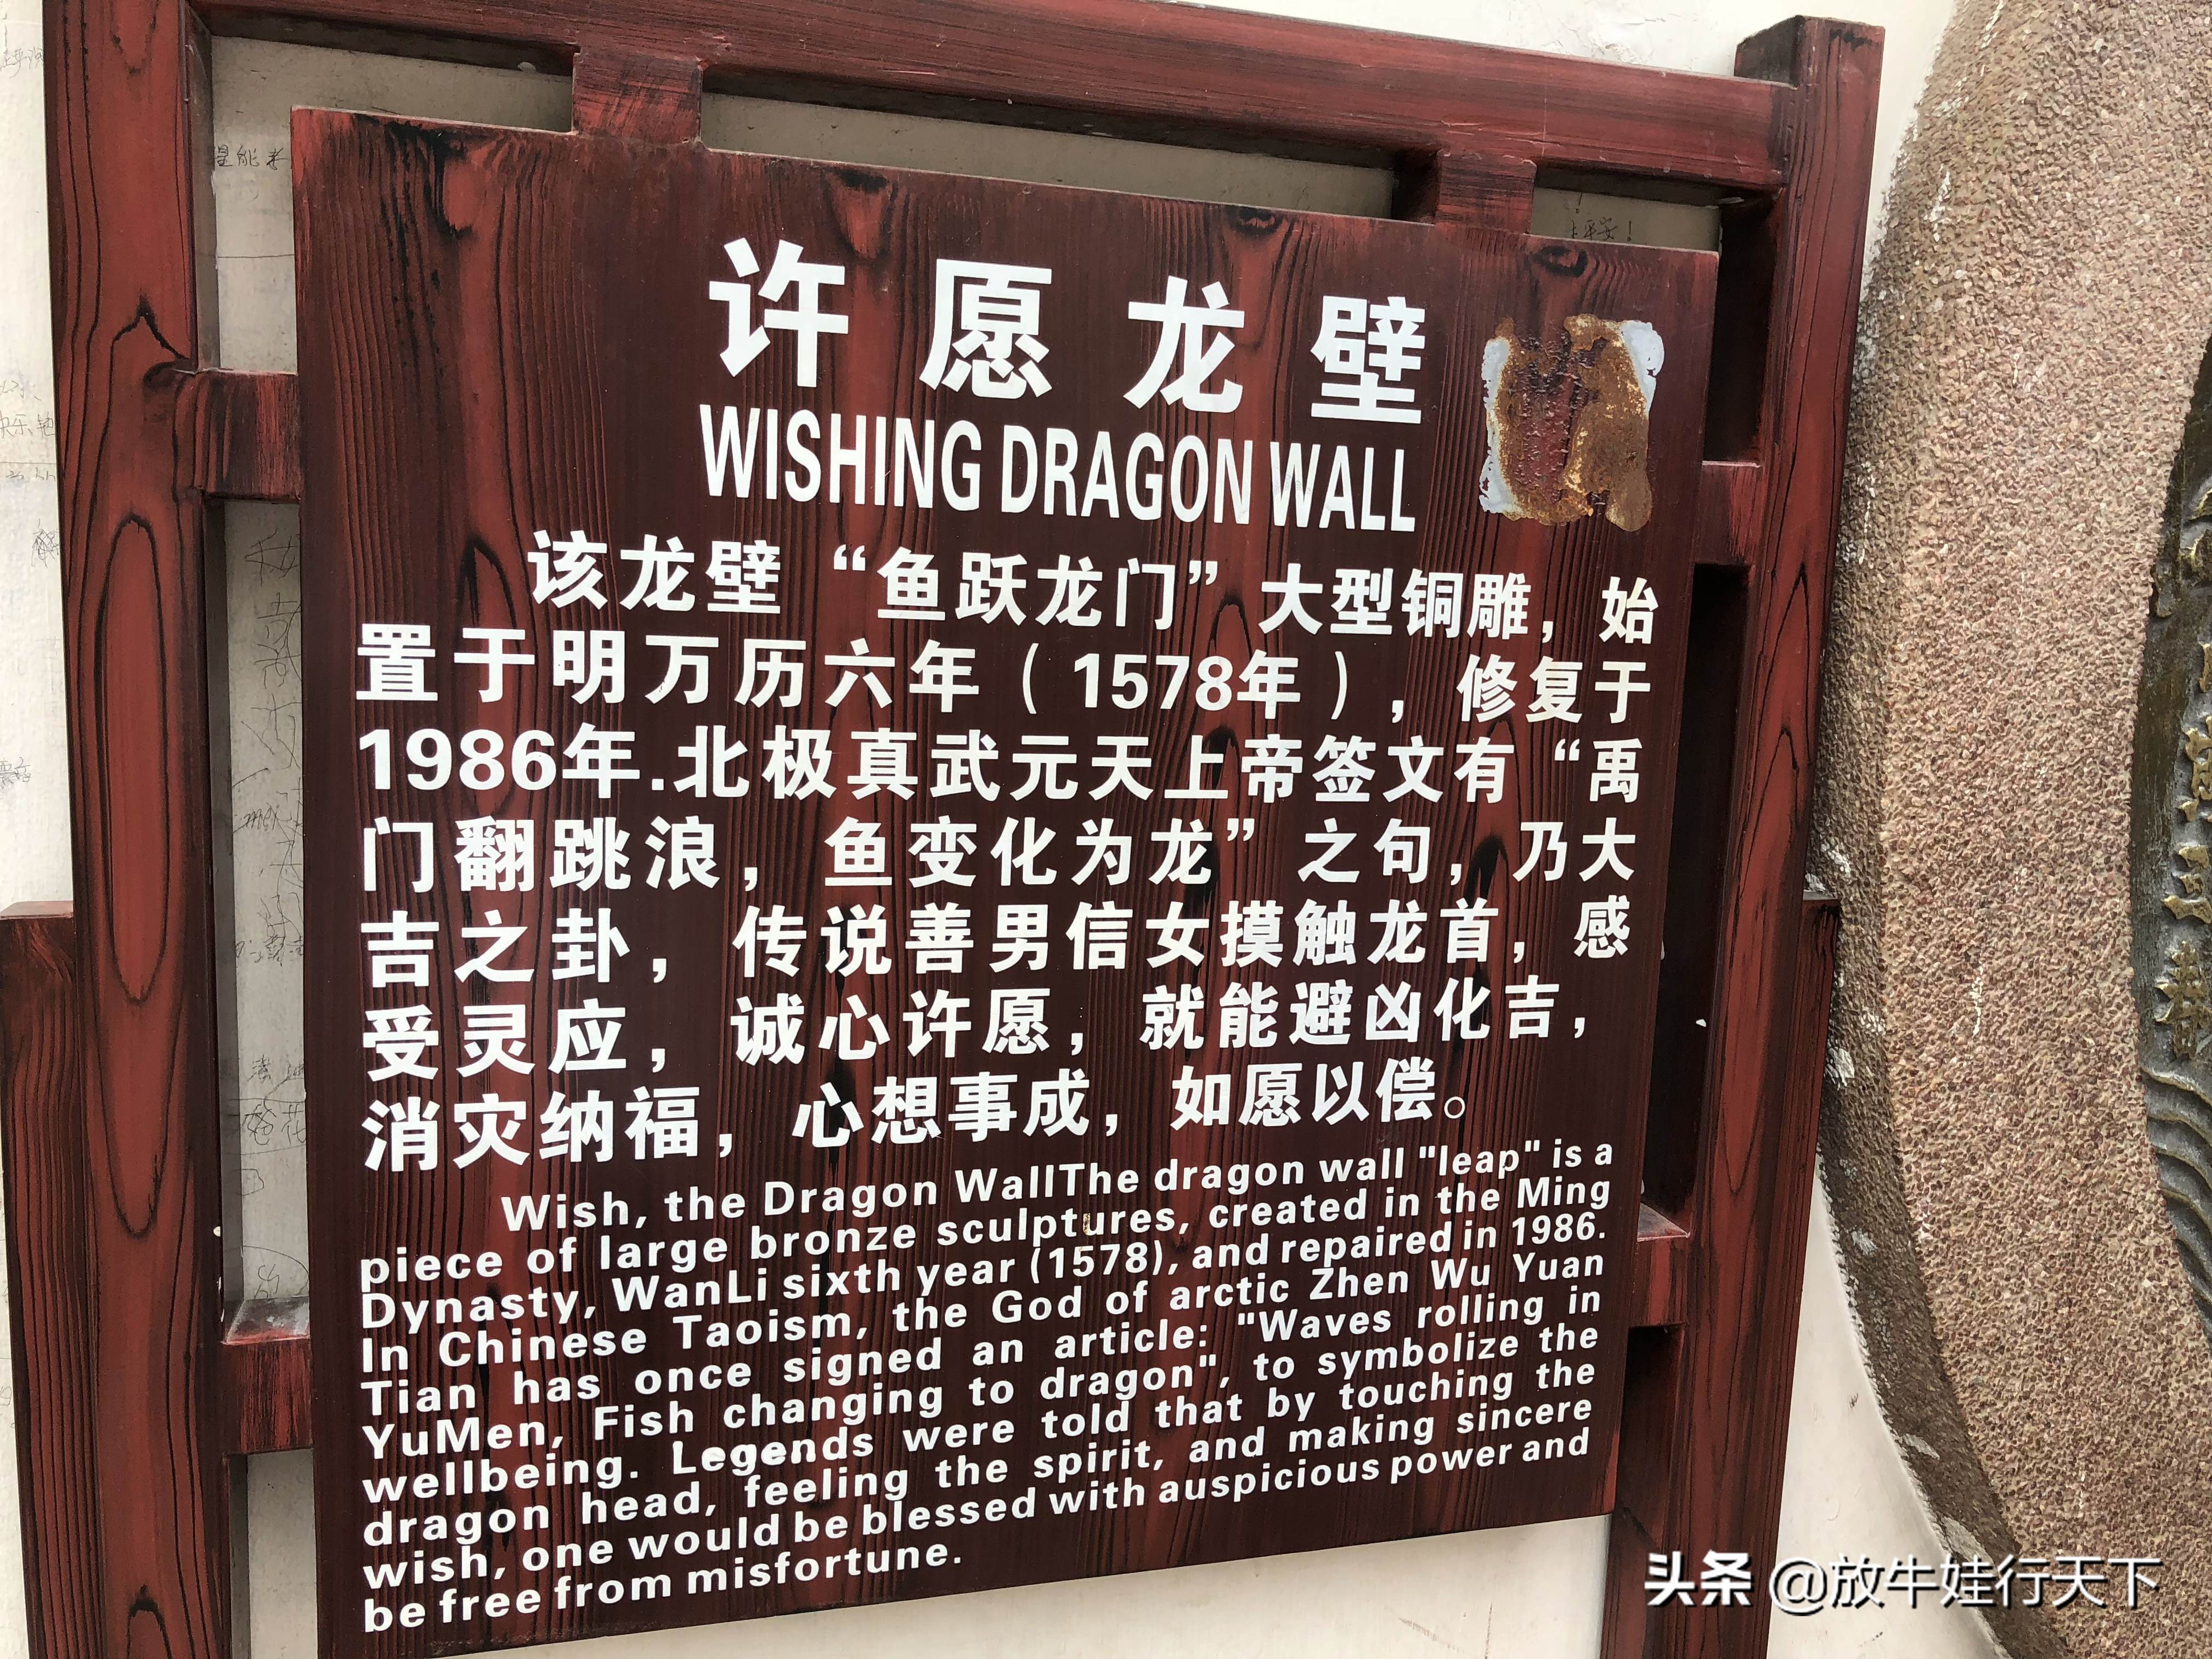 许愿龙壁
WISHING DRAGON WALL
该龙壁“鱼跃龙门”大型铜雕，始
置于明万历六年（1578年），修复于
1986年.北极真武元天上帝签文有“禹
门翻跳浪，鱼变化为龙”之句，乃大
吉之卦，传说善男信女摸触龙首，感
受灵应，诚心许愿，就能避凶化吉，
消灾纳福，心想事成，如愿以偿。
Wish, the Dragon WallThe dragon wall "leap" is a
piece of large bronze sculptures, created in the Ming
Dynasty, WanLi sixth year (1578), and repaired in 1986.
In Chinese Taoism, the God of arctic Zhen Wu Yuan
Tian has once signed an article: "Waves rolling in
YuMen, Fish changing to dragon", to symbolize the
wellbeing. Legends were told that by touching the
dragon head, feeling the spirit, and making sincere
wish, one would be blessed with auspicious power and
be free from misfortune.
头条 @放牛娃行天下